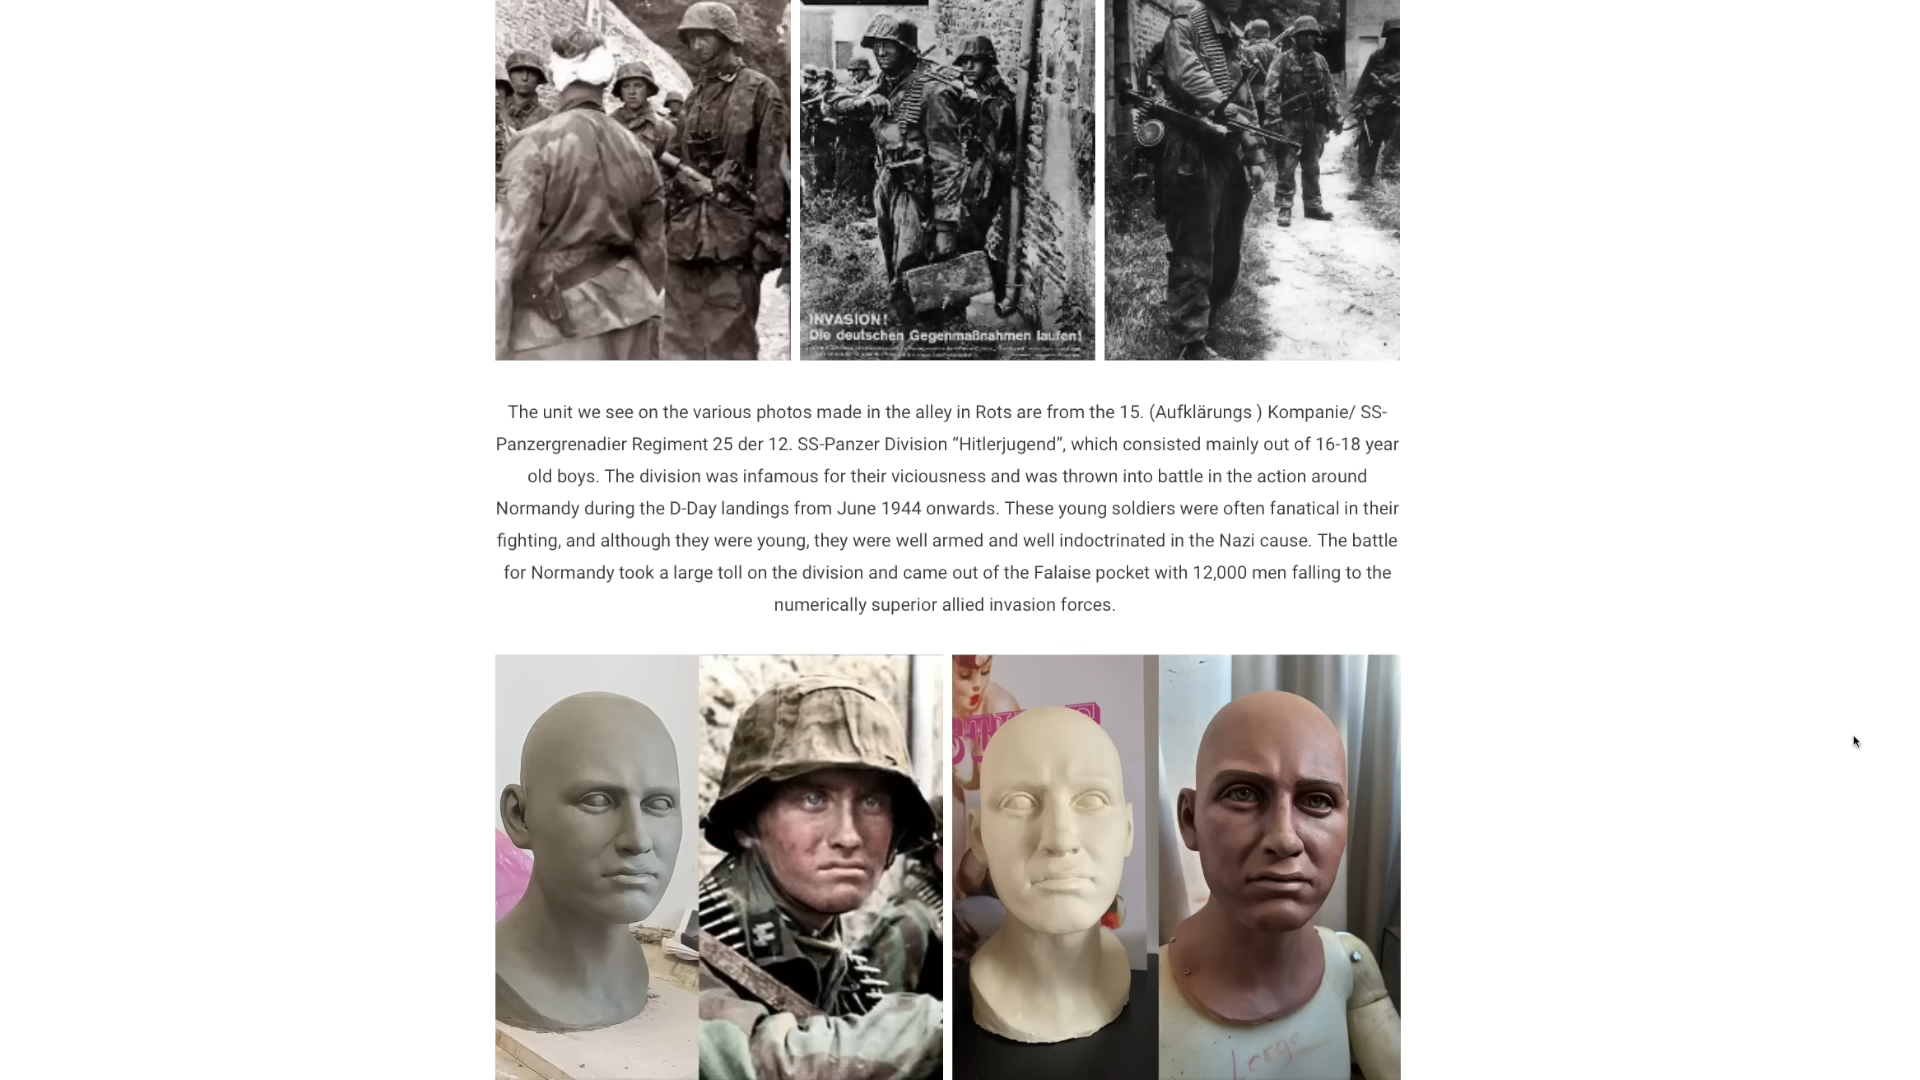 INVASION!
Die deutschen Gegenmaßnahmen laufen!
The unit we see on the various photos made in the alley in Rots are from the 15. (Aufklärungs ) Kompanie/ SS-
Panzergrenadier Regiment 25 der 12. SS-Panzer Division “Hitlerjugend”, which consisted mainly out of 16-18 year
old boys. The division was infamous for their viciousness and was thrown into battle in the action around
Normandy during the D-Day landings from June 1944 onwards. These young soldiers were often fanatical in their
fighting, and although they were young, they were well armed and well indoctrinated in the Nazi cause. The battle
for Normandy took a large toll on the division and came out of the Falaise pocket with 12,000 men falling to the
numerically superior allied invasion forces.
Large